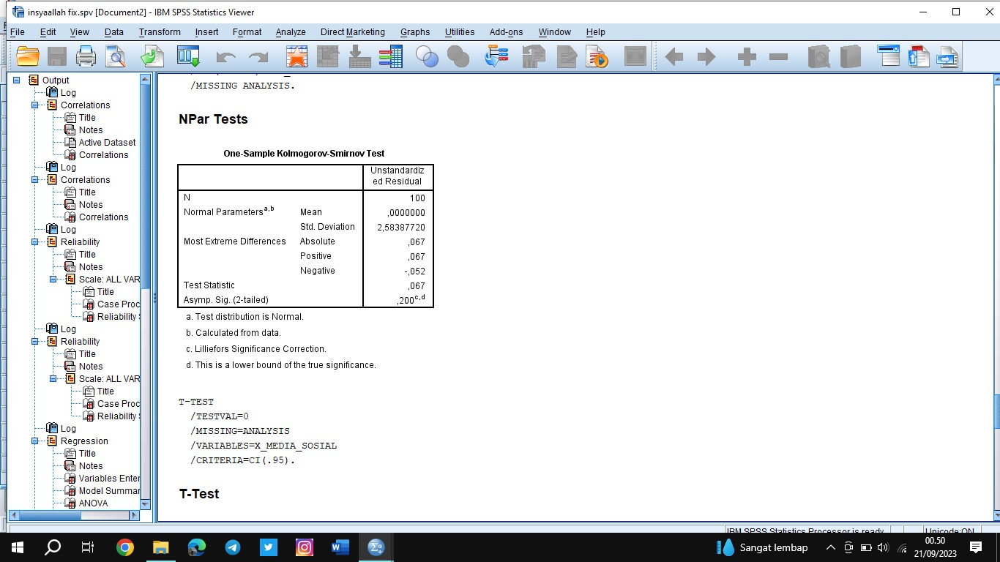 insyaallah fix.spv [Document2] - IBM SPSS Statistics Viewer
File Edit View Data Transform Insert Format Analyze Direct Marketing Graphs Utilities Add-ons Window Help
Output
Log
Correlations
Title
Notes
Active Dataset
Correlations
Log
Correlations
Title
Notes
Correlations
Log
Reliability
Title
Notes
Scale: ALL VAR
Title
Case Proc
Reliability
Log
Reliability
Title
Notes
Scale: ALL VAR
Title
Case Proc
Reliability
Log
Regression
Title
Notes
Variables Enter
Model Summar
ANOVA
/MISSING ANALYSIS.
NPar Tests
One-Sample Kolmogorov-Smirnov Test
Unstandardiz
ed Residual
N 100
Normal Parameters a,b Mean ,0000000
Std. Deviation 2,58387720
Most Extreme Differences Absolute ,067
Positive ,067
Negative -,052
Test Statistic ,067
Asymp. Sig. (2-tailed) ,200 c,d
a. Test distribution is Normal.
b. Calculated from data.
c. Lilliefors Significance Correction.
d. This is a lower bound of the true significance.
T-TEST
/TESTVAL=0
/MISSING=ANALYSIS
/VARIABLES=X_MEDIA_SOSIAL
/CRITERIA=CI(.95).
T-Test
IBM SPSS Statistics Processor is ready Unicode:ON
Sangat lembap
00.50
21/09/2023